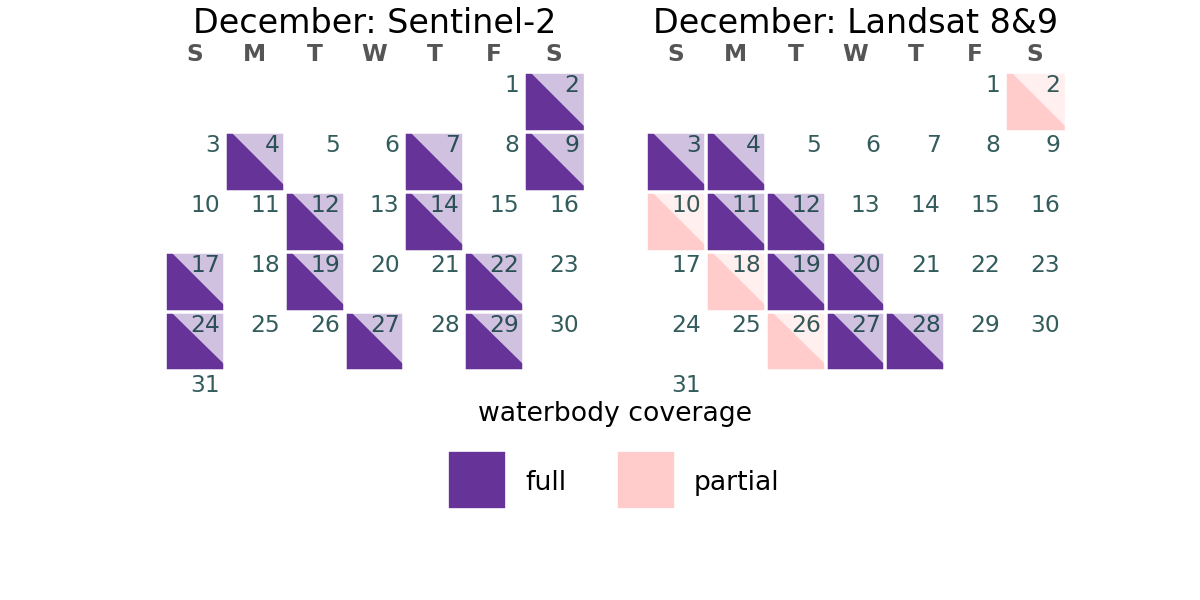 December: Sentinel-2
S M T W T F S
1 2
3 4 5 6 7 8 9
10 11 12 13 14 15 16
17 18 19 20 21 22 23
24 25 26 27 28 29 30
31
December: Landsat 8&9
S M T W T F S
1 2
3 4 5 6 7 8 9
10 11 12 13 14 15 16
17 18 19 20 21 22 23
24 25 26 27 28 29 30
31
waterbody coverage
full partial